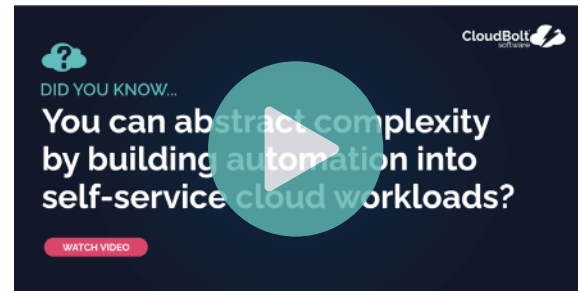 CloudBolt
software
DID YOU KNOW...
You can abstract complexity
by building automation into
self-service cloud workloads?
WATCH VIDEO